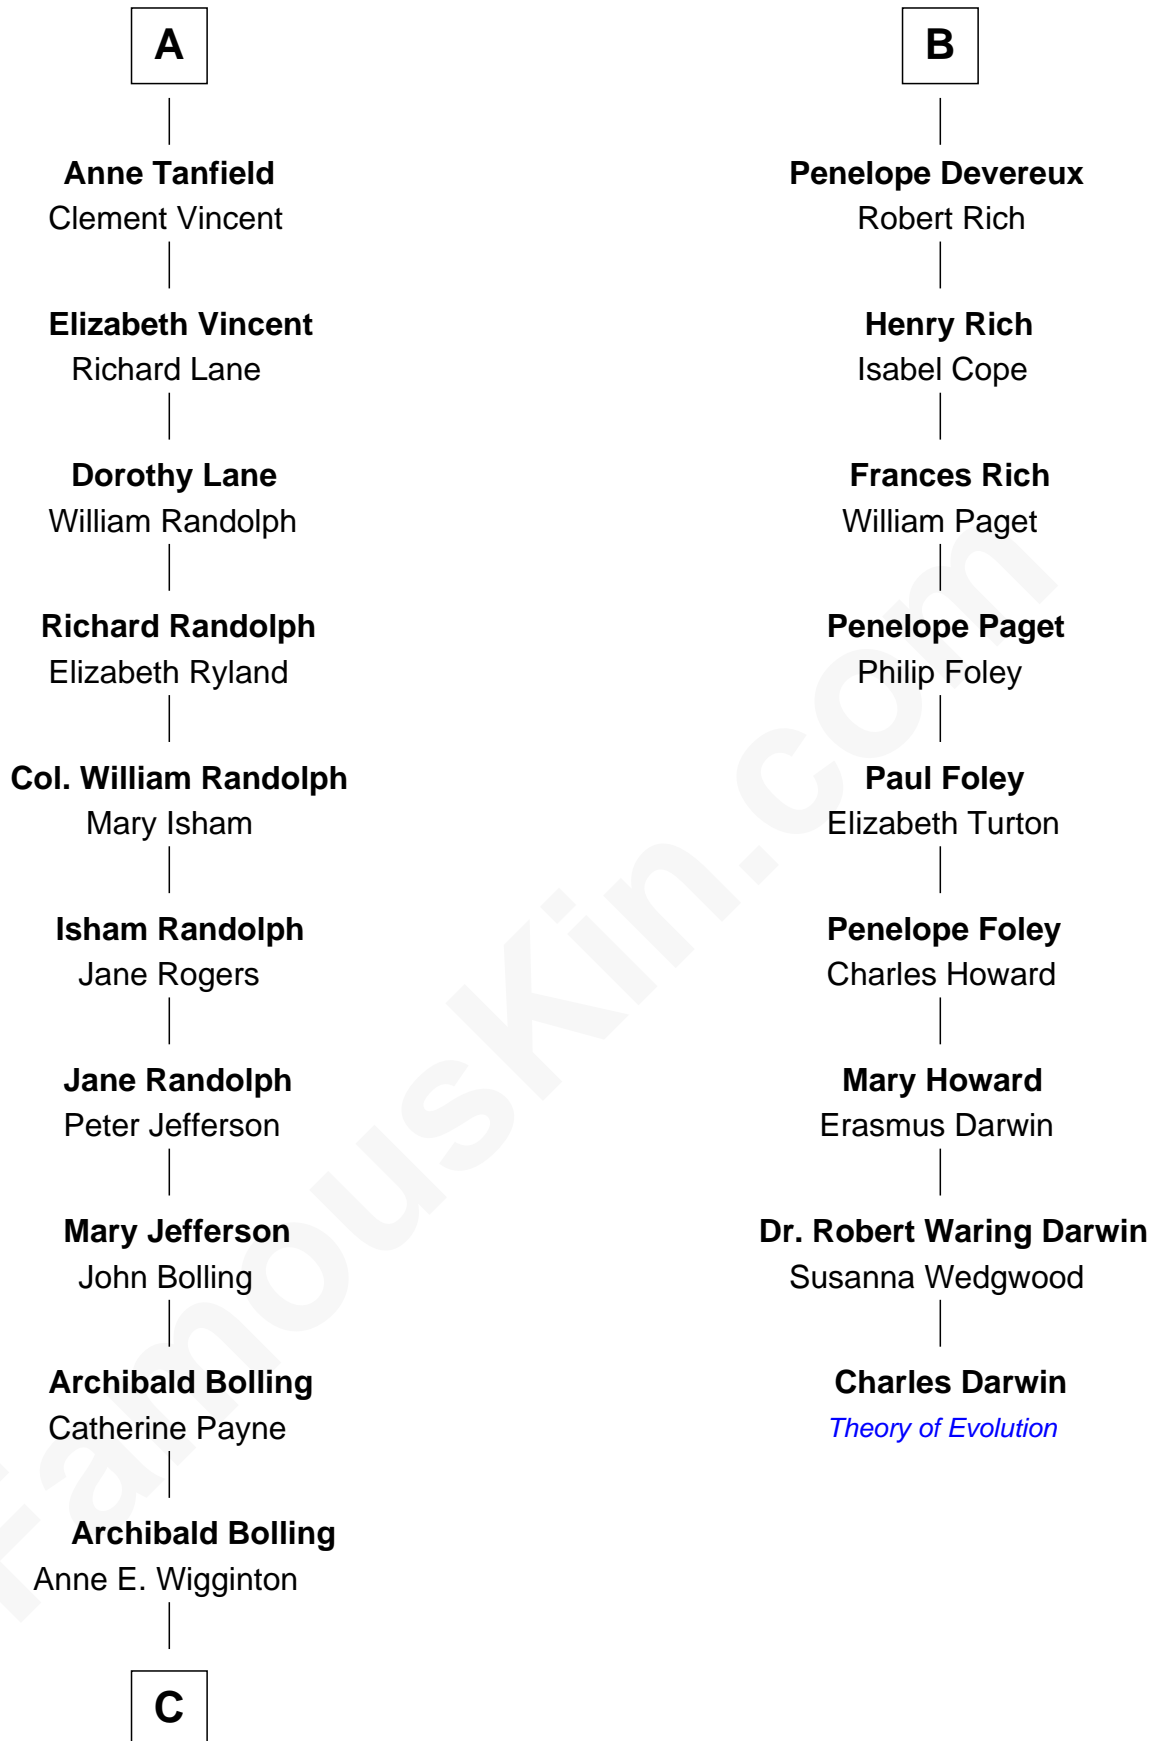 A
Anne Tanfield
Clement Vincent
Elizabeth Vincent
Richard Lane
Dorothy Lane
William Randolph
Richard Randolph
Elizabeth Ryland
Col. William Randolph
Mary Isham
Isham Randolph
Jane Rogers
Jane Randolph
Peter Jefferson
Mary Jefferson
John Bolling
Archibald Bolling
Catherine Payne
Archibald Bolling
Anne E. Wigginton
C
B
Penelope Devereux
Robert Rich
Henry Rich
Isabel Cope
Frances Rich
William Paget
Penelope Paget
Philip Foley
Paul Foley
Elizabeth Turton
Penelope Foley
Charles Howard
Mary Howard
Erasmus Darwin
Dr. Robert Waring Darwin
Susanna Wedgwood
Charles Darwin
Theory of Evolution
FamousKin.com